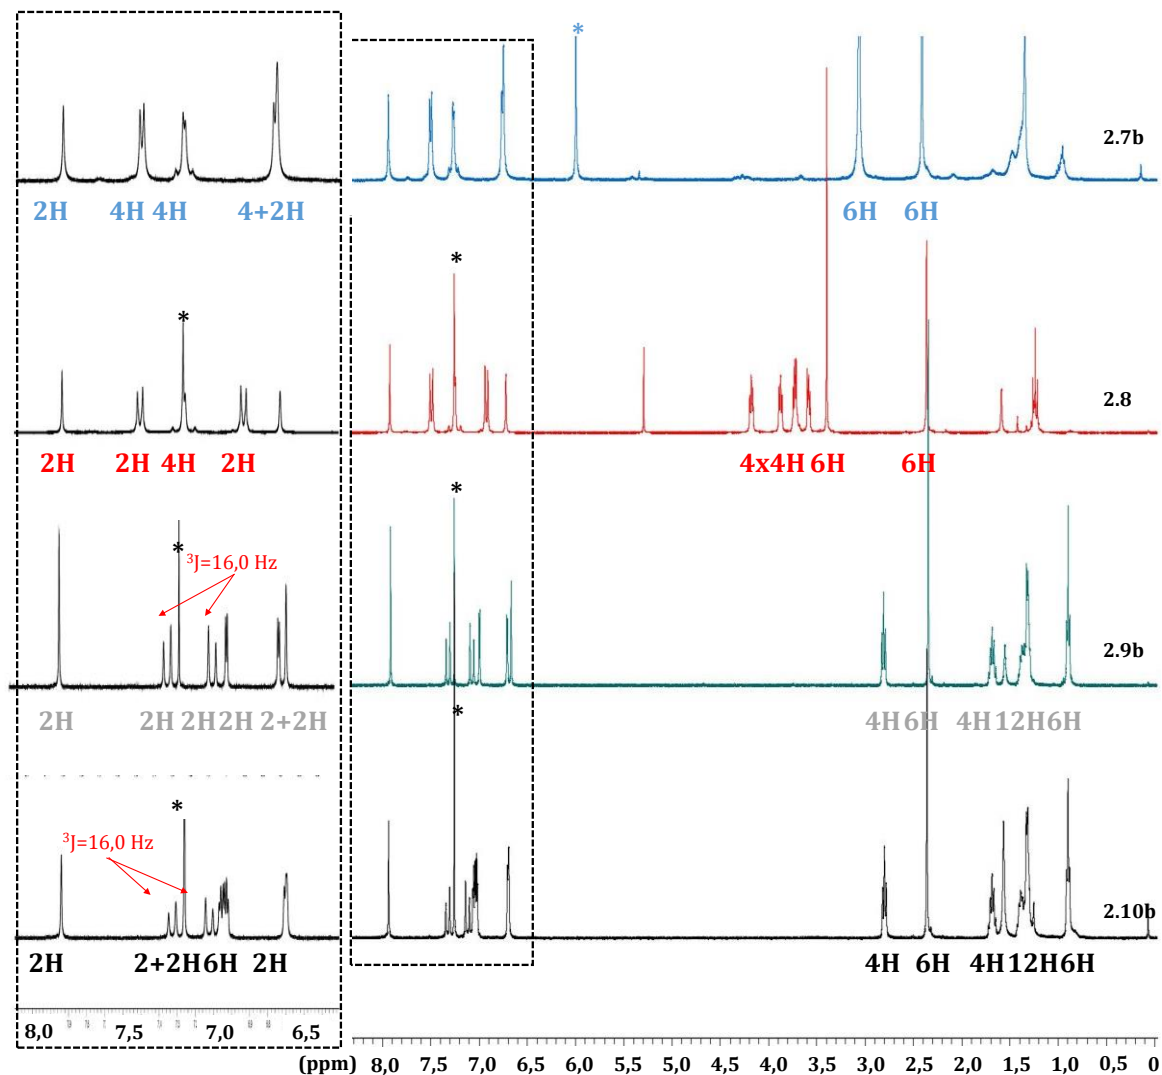 *
2.7b
2H 4H 4H 4+2H 6H 6H
*
*
2.8
2H 2H 4H 2H 4x4H 6H 6H
*
³J=16,0 Hz
*
2.9b
2H 2H 2H 2H 2+2H 4H 6H 4H 12H 6H
*
*
³J=16,0 Hz
2.10b
2H 2+2H 6H 2H 4H 6H 4H 12H 6H
8,0 7,5 7,0 6,5
(ppm) 8,0 7,5 7,0 6,5 6,0 5,5 5,0 4,5 4,0 3,5 3,0 2,5 2,0 1,5 1,0 0,5 0